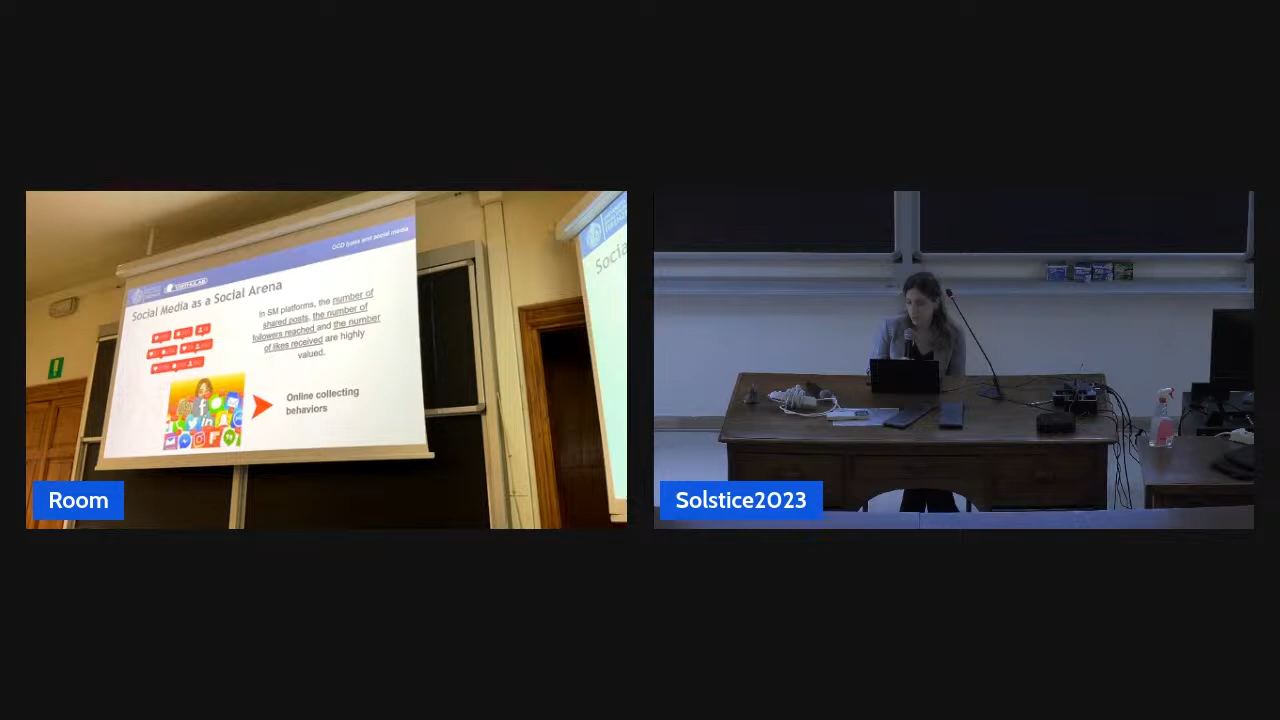 OCD types and social media
Social Media as a Social Arena
In SM platforms, the number of
shared posts, the number of
followers reached and the number
of likes received are highly
valued.
Online collecting
behaviors
Socia
Room
Solstice2023